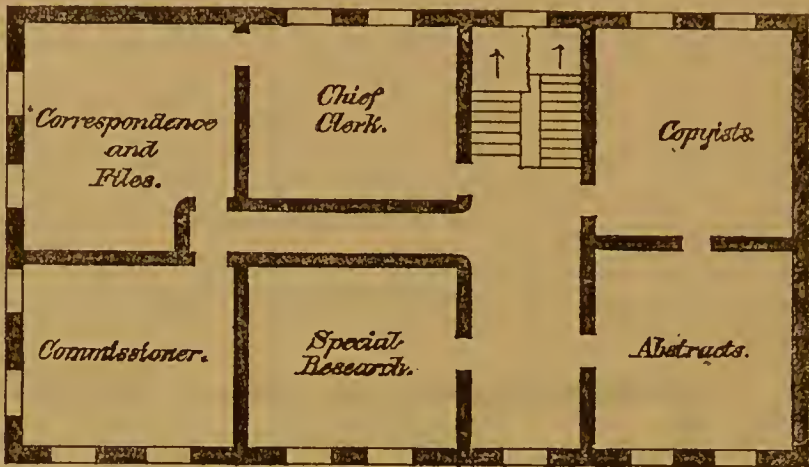 Correspondence
and
Files.
Chief
Clerk.
Copyists.
Commissioner.
Special
Research.
Abstracts.